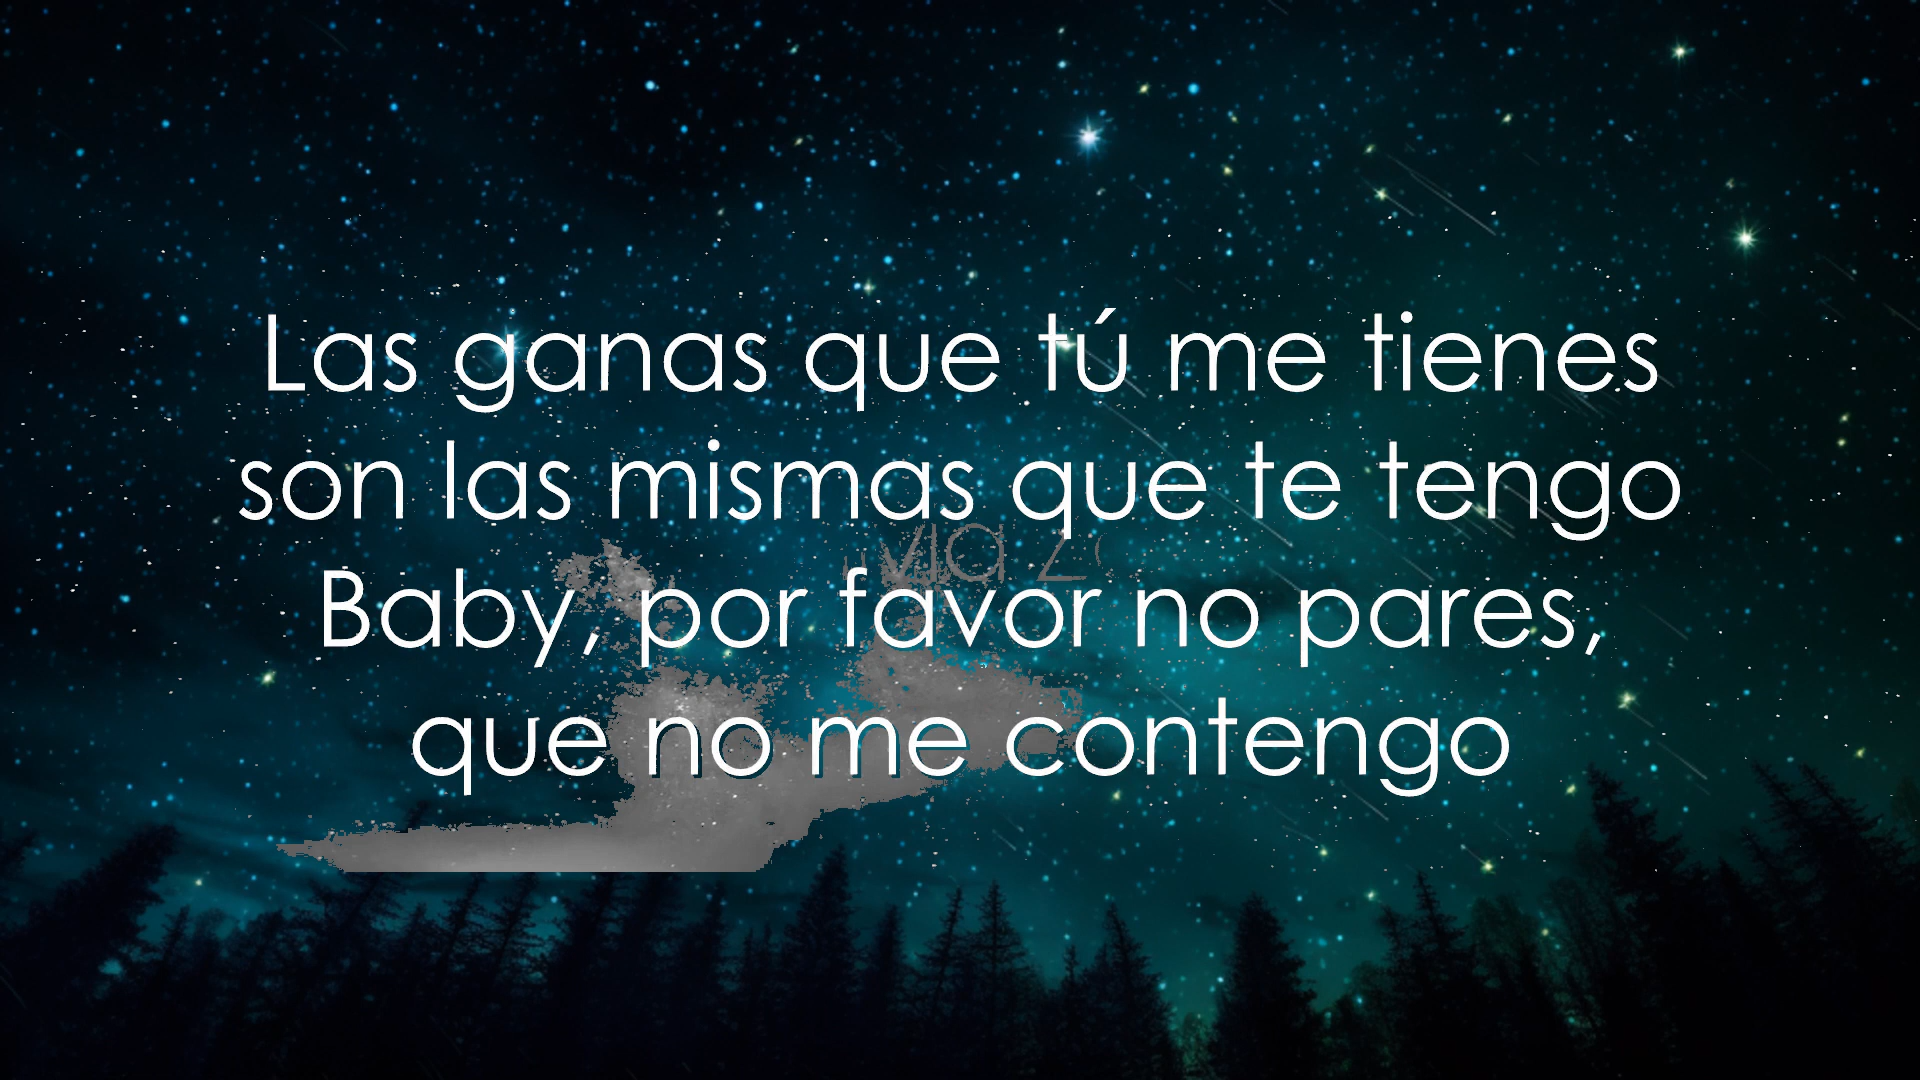 Las ganas que tú me tienes
son las mismas que te tengo
Baby, por favor no pares,
que no me contengo